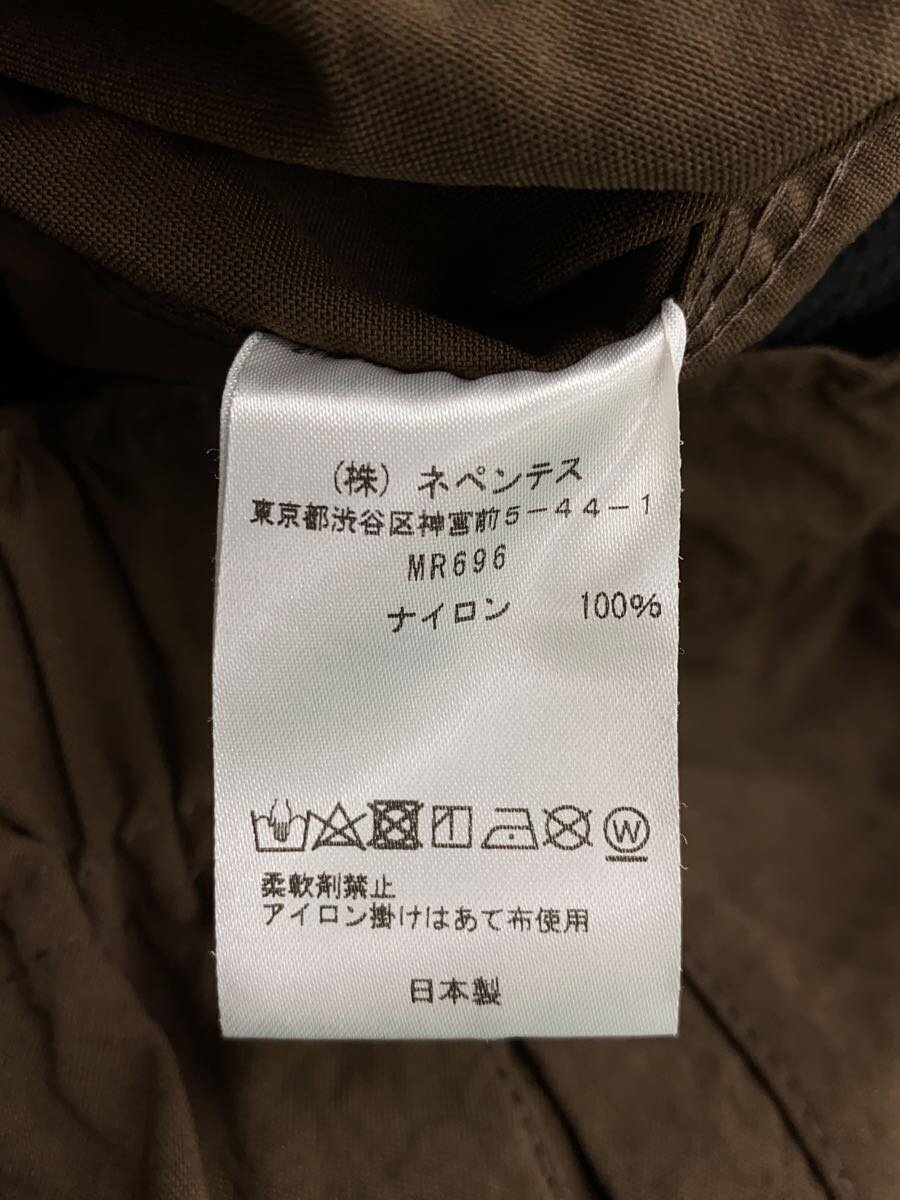 (株) ネペンテス
東京都渋谷区神宮前5-44-1
MR696
ナイロン 100%
W
柔軟剤禁止
アイロン掛けはあて布使用
日本製